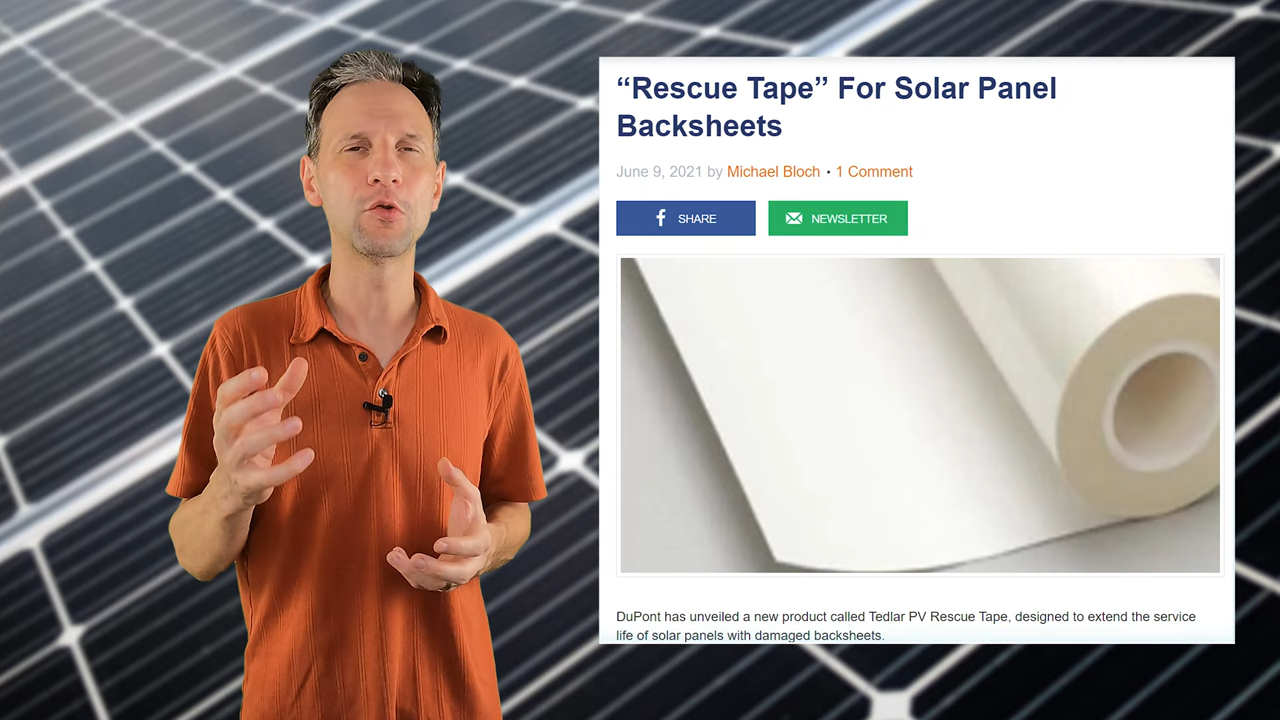 “Rescue Tape” For Solar Panel
Backsheets
June 9, 2021 by Michael Bloch • 1 Comment
SHARE
NEWSLETTER
DuPont has unveiled a new product called Tedlar PV Rescue Tape, designed to extend the service
life of solar panels with damaged backsheets.